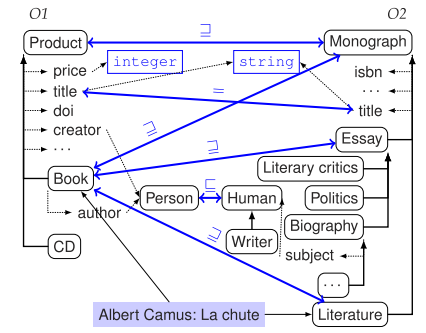 O1 O2
Product ⊒ Monograph
price integer string isbn
title = ...
doi title
creator
... ⊒ Essay
⊒ Literary critics
Book ⊑ Politics
Person Human
author Biography
Writer
CD subject
⊒ ...
Albert Camus: La chute Literature